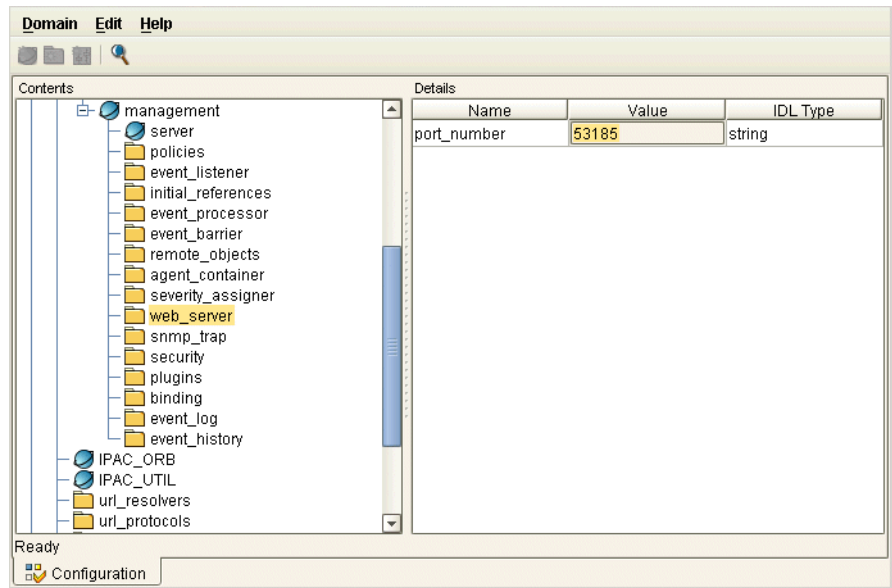 Domain Edit Help
Contents
management
server
policies
event_listener
initial_references
event_processor
event_barrier
remote_objects
agent_container
severity_assigner
web_server
snmp_trap
security
plugins
binding
event_log
event_history
IPAC_ORB
IPAC_UTIL
url_resolvers
url_protocols
Details
Name Value IDL Type
port_number 53185 string
Ready
Configuration